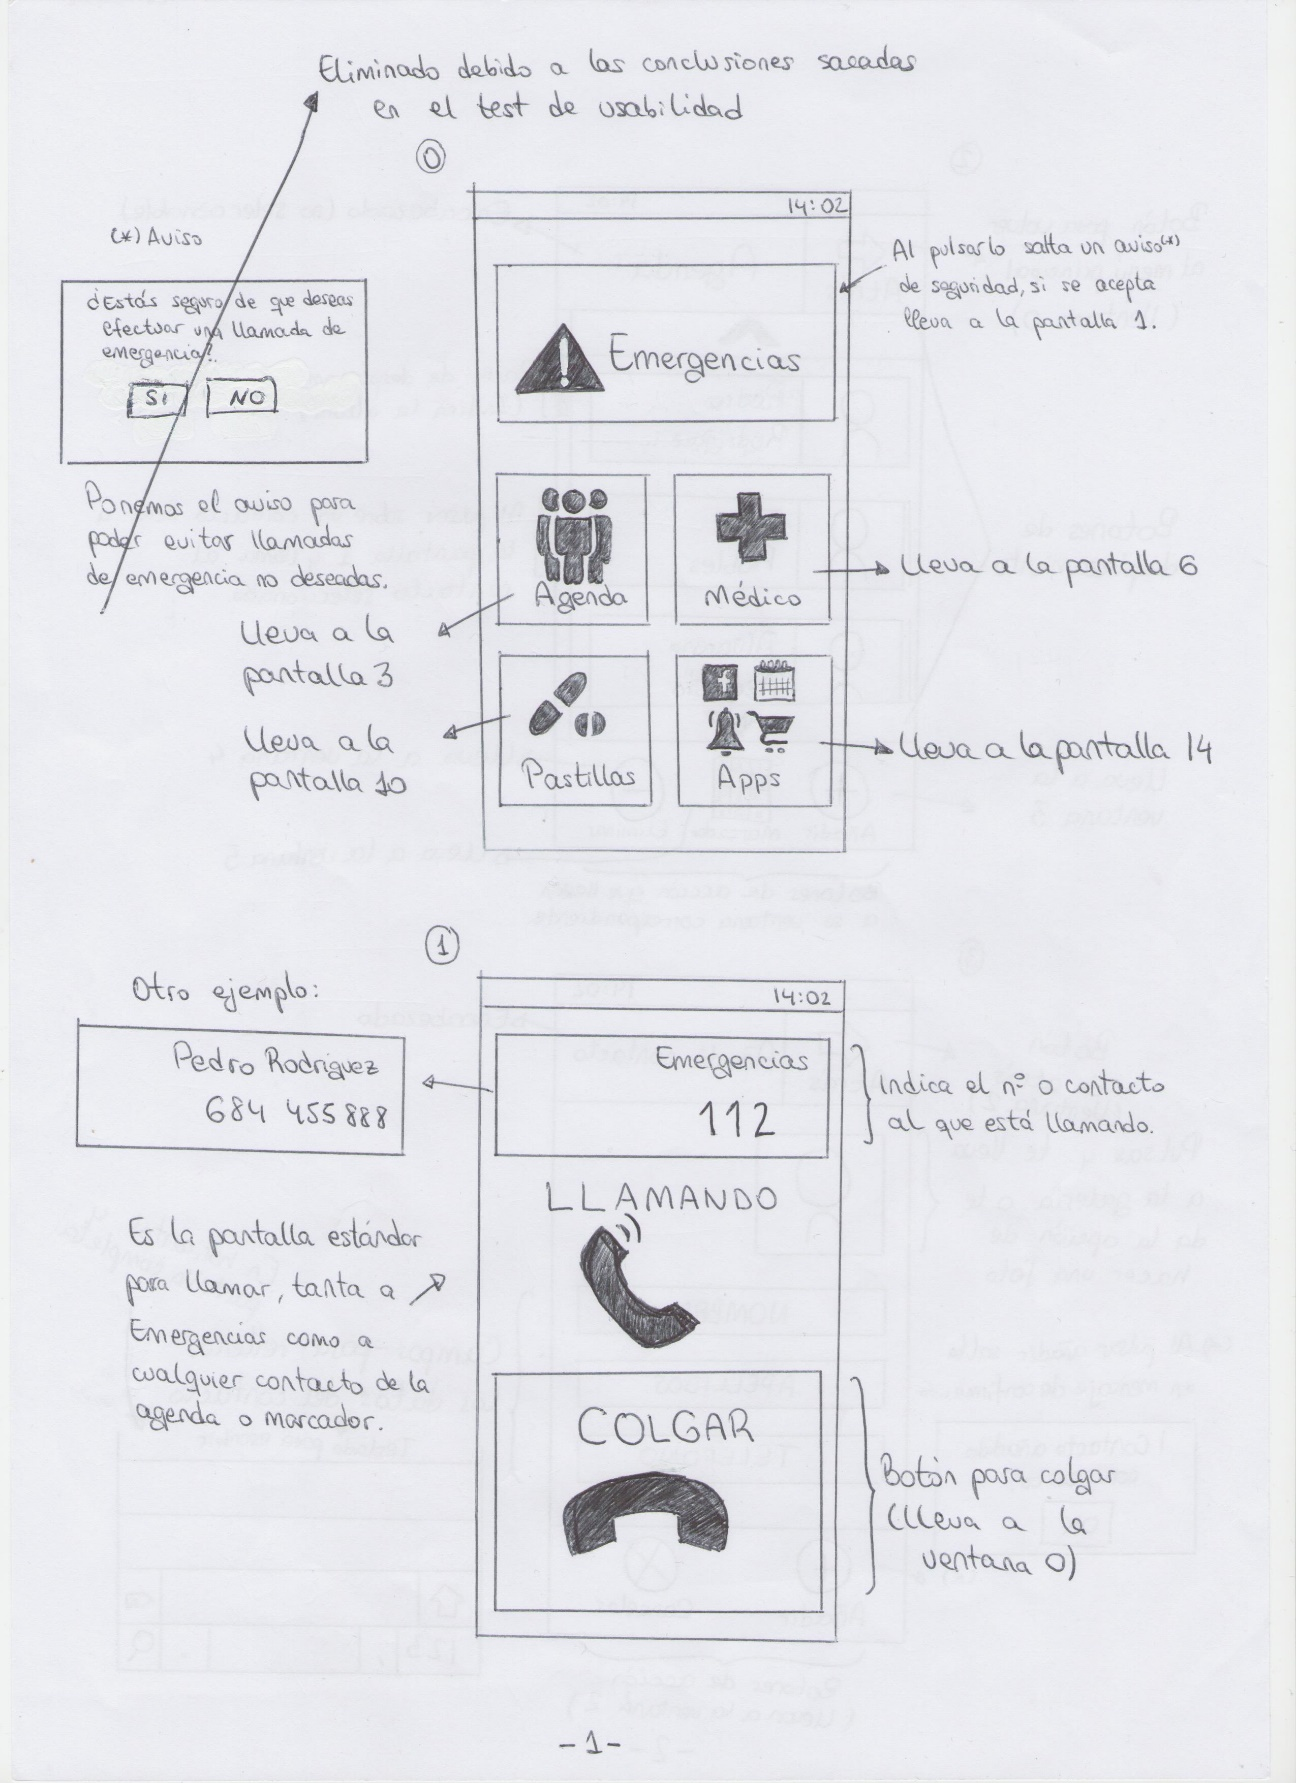 Eliminado debido a las conclusiones sacadas
en el test de usabilidad
0
14:02
(*) Aviso
Al pulsarlo salta un aviso(*)
de seguridad, si se acepta
lleva a la pantalla 1.
¿Estás seguro de que deseas
efectuar una llamada de
emergencia?
SI NO
Emergencias
Ponemos el aviso para
poder evitar llamadas
de emergencia no deseadas.
Agenda
Médico
Lleva a la pantalla 6
Lleva a la
pantalla 3
Lleva a la
pantalla 10
Pastillas
f
Apps
Lleva a la pantalla 14
1
Otro ejemplo:
14:02
Pedro Rodriguez
684 455888
Emergencias
112
Indica el nº o contacto
al que está llamando.
LLAMANDO
Es la pantalla estándar
para llamar, tanta a
Emergencias como a
cualquier contacto de la
agenda o marcador.
COLGAR
Botón para colgar
(lleva a la
ventana 0)
-1-